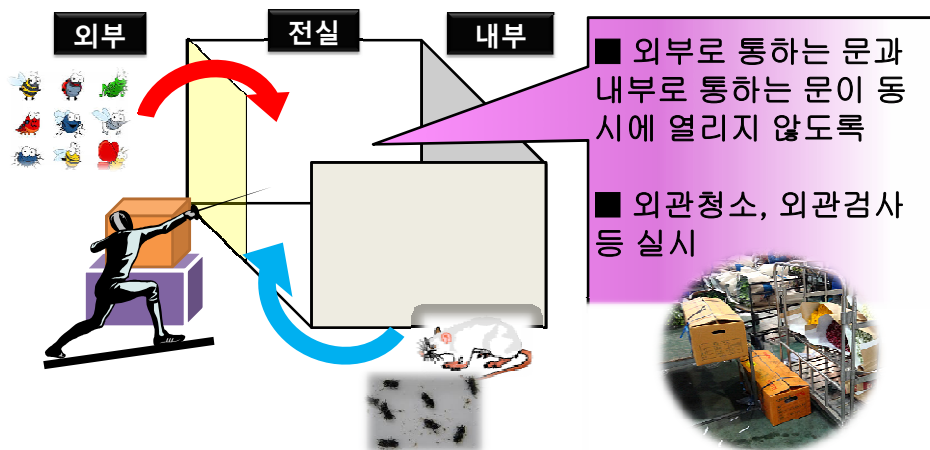 외부
전실
내부
■ 외부로 통하는 문과
내부로 통하는 문이 동
시에 열리지 않도록
■ 외관청소, 외관검사
등 실시